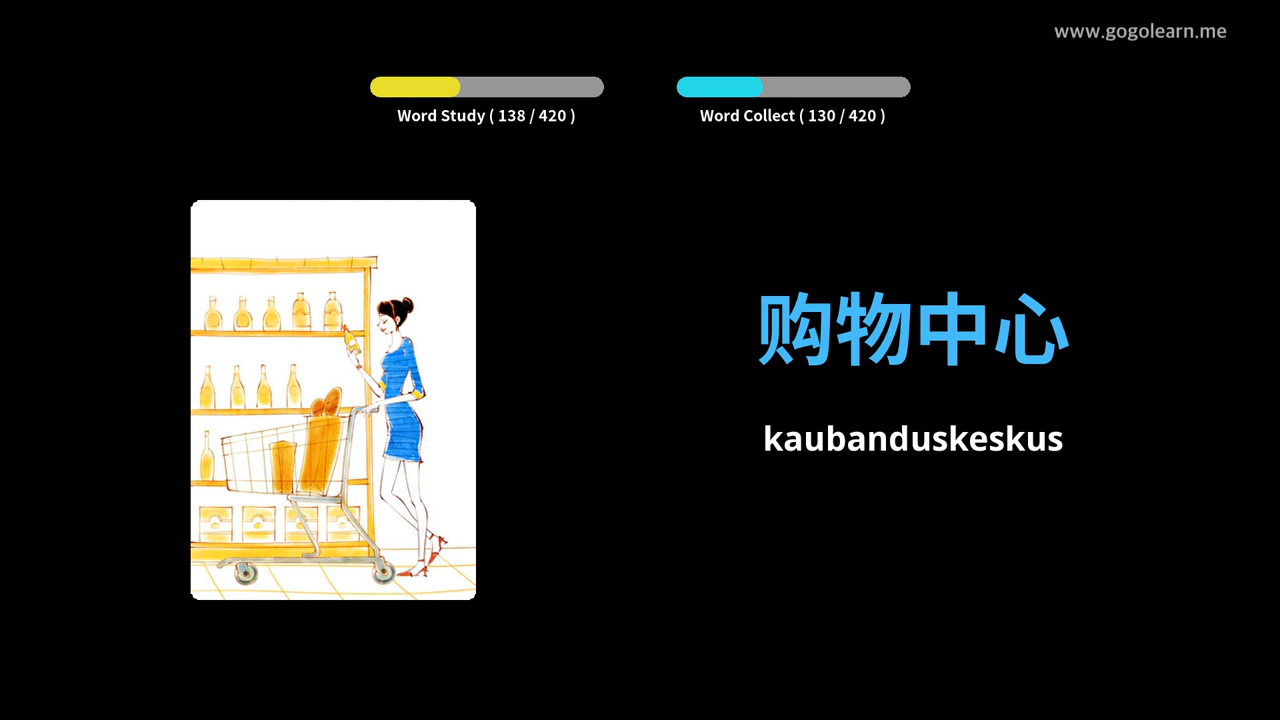 www.gogolearn.me
Word Study ( 138 / 420 )
Word Collect ( 130 / 420 )
购物中心
kaubanduskeskus